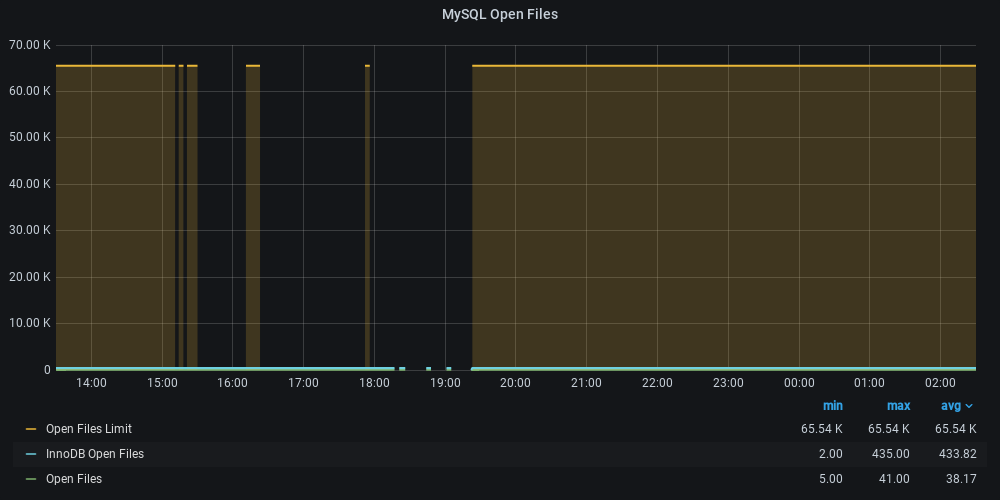 MySQL Open Files
70.00 K
60.00 K
50.00 K
40.00 K
30.00 K
20.00 K
10.00 K
0
14:00 15:00 16:00 17:00 18:00 19:00 20:00 21:00 22:00 23:00 00:00 01:00 02:00
min max avg
Open Files Limit 65.54 K 65.54 K 65.54 K
InnoDB Open Files 2.00 435.00 433.82
Open Files 5.00 41.00 38.17